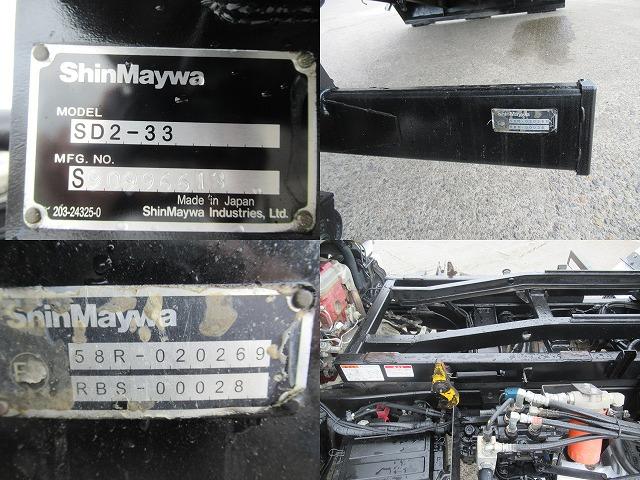 ShinMaywa
MODEL
SD2-33
MFG. NO.
Made in Japan
203-24325-0
ShinMaywa Industries, Ltd.
ShinMaywa
ShinMaywa
58R-020269
RBS-00028